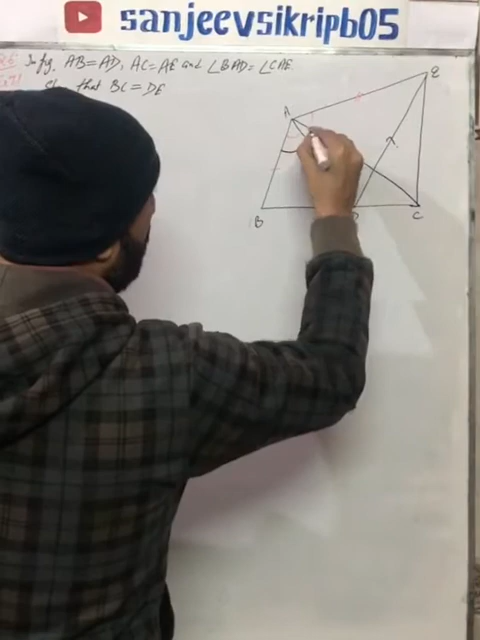 sanjeevsikripb05
In fig. AB=AD, AC=AE and ∠BAD=∠CAE
that BC=DE
E
A
B
D
C